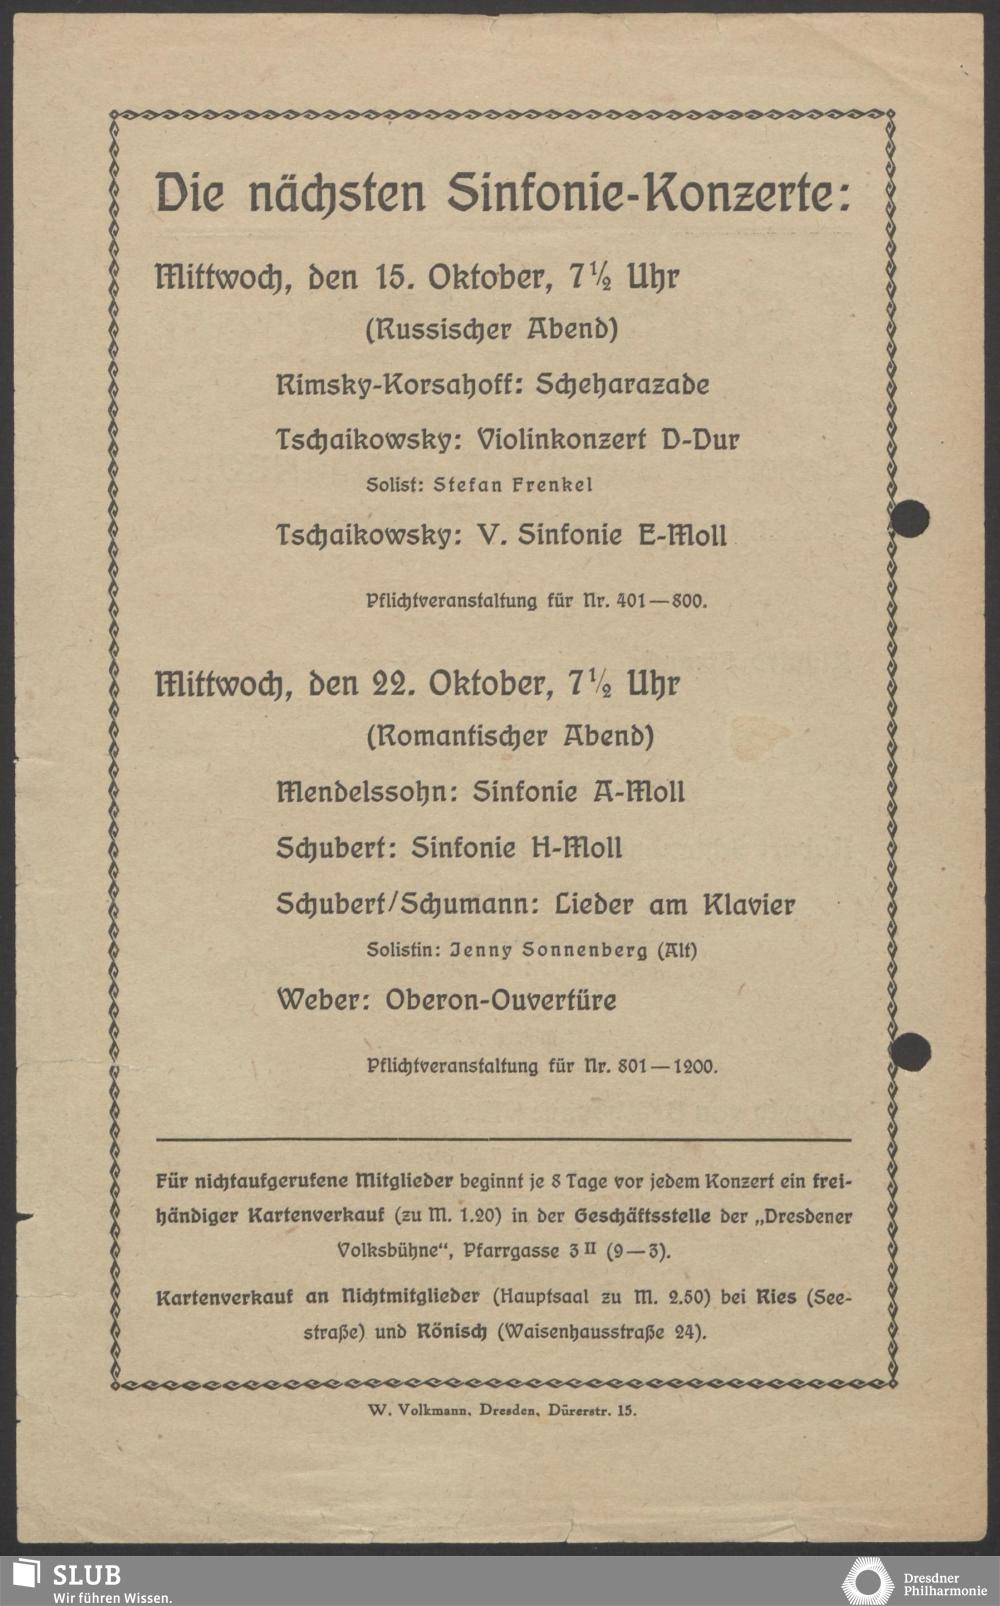 Die nächsten Sinfonie-Konzerte:
Mittwoch, den 15. Oktober, 7½ Uhr
(Russischer Abend)
Rimsky-Korsahoff: Scheharazade
Tschaikowsky: Violinkonzert D-Dur
Solist: Stefan Frenkel
Tschaikowsky: V. Sinfonie E-Moll
Pflichtveranstaltung für Nr. 401—800.
Mittwoch, den 22. Oktober, 7½ Uhr
(Romantischer Abend)
Mendelssohn: Sinfonie A-Moll
Schubert: Sinfonie H-Moll
Schubert/Schumann: Lieder am Klavier
Solistin: Jenny Sonnenberg (Alt)
Weber: Oberon-Ouvertüre
Pflichtveranstaltung für Nr. 801—1200.
Für nichtaufgerufene Mitglieder beginnt je 8 Tage vor jedem Konzert ein frei-
händiger Kartenverkauf (zu M. 1.20) in der Geschäftsstelle der „Dresdener
Volksbühne“, Pfarrgasse 3 II (9—3).
Kartenverkauf an Nichtmitglieder (Hauptsaal zu M. 2.50) bei Ries (See-
straße) und Rönisch (Waisenhausstraße 24).
W. Volkmann, Dresden, Dürerstr. 15.
SLUB
Wir führen Wissen.
Dresdner
Philharmonie